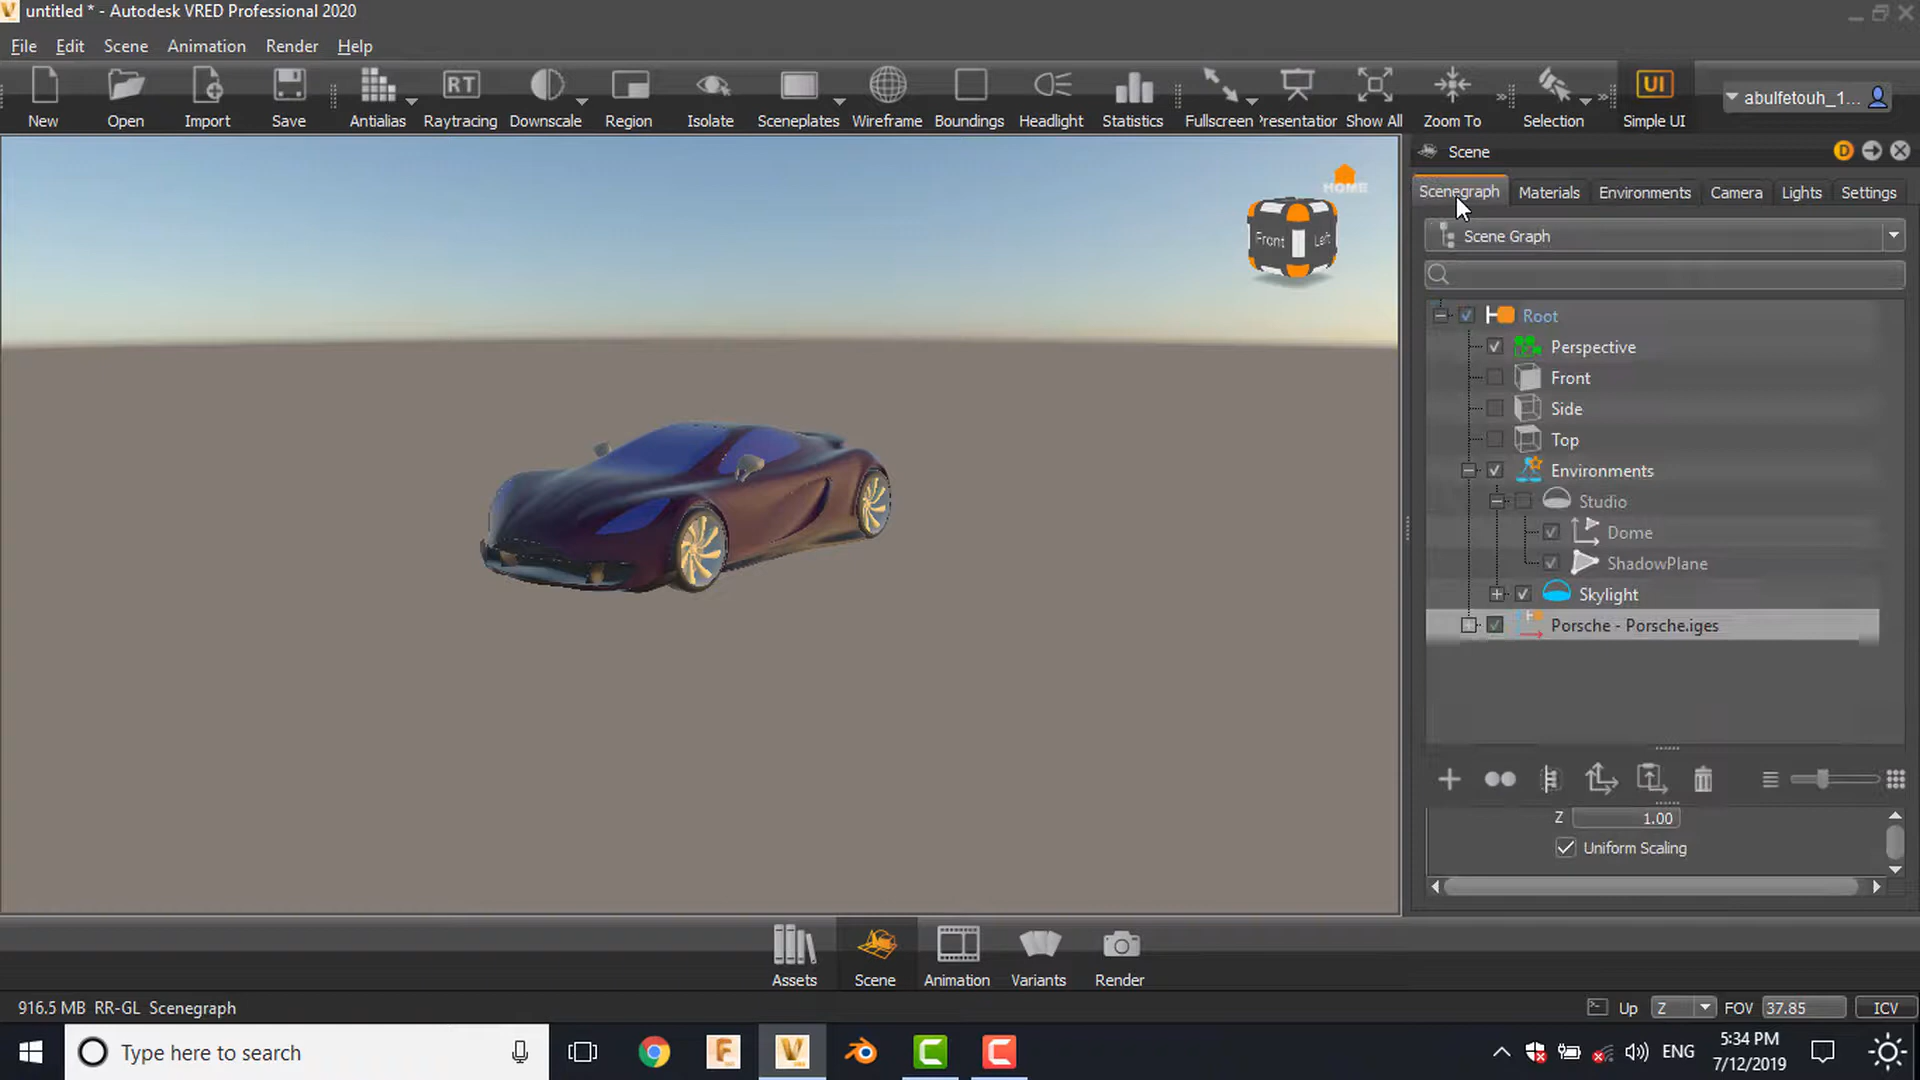 untitled * - Autodesk VRED Professional 2020
File Edit Scene Animation Render Help
New Open Import Save Antialias Raytracing Downscale Region Isolate Sceneplates Wireframe Boundings Headlight Statistics Fullscreen Presentation Show All Zoom To Selection Simple UI
RT
UI
abulfetouh_1...
Scene
D
Scenegraph Materials Environments Camera Lights Settings
Scene Graph
HOME
Front Left
Root
Perspective
Front
Side
Top
Environments
Studio
Dome
ShadowPlane
Skylight
Porsche - Porsche.iges
Z 1.00
Uniform Scaling
Assets Scene Animation Variants Render
916.5 MB RR-GL Scenegraph
Up Z FOV 37.85 ICV
Type here to search
ENG
5:34 PM
7/12/2019